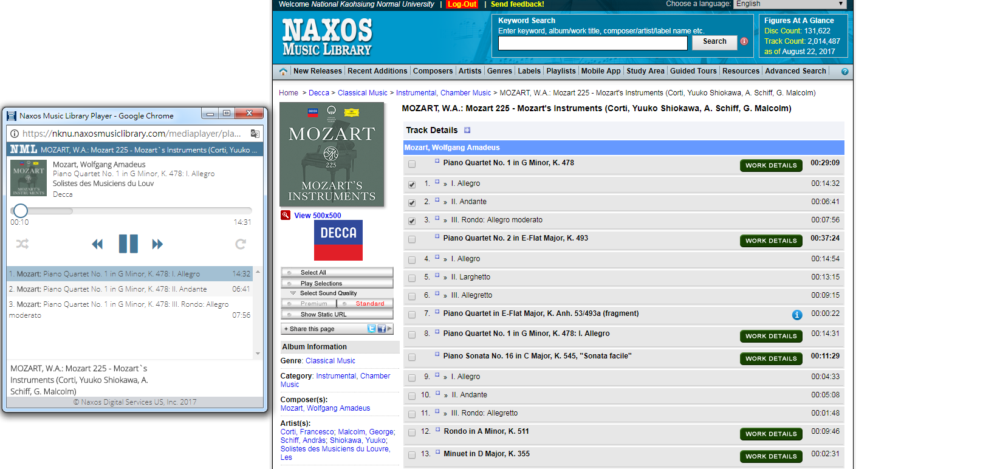 Welcome National Kaohsiung Normal University | Log-Out | Send feedback!
Choose a language: English
NAXOS
MUSIC LIBRARY
Keyword Search
Enter keyword, album/work title, composer/artist/label name etc.
Search
Figures At A Glance
Disc Count: 131,622
Track Count: 2,014,487
as of August 22, 2017
New Releases | Recent Additions | Composers | Artists | Genres | Labels | Playlists | Mobile App | Study Area | Guided Tours | Resources | Advanced Search
Home > Decca > Classical Music > Instrumental, Chamber Music > MOZART, W.A.: Mozart 225 - Mozart's Instruments (Corti, Yuuko Shiokawa, A. Schiff, G. Malcolm)
Naxos Music Library Player - Google Chrome
https://nknu.naxosmusiclibrary.com/mediaplayer/pla...
NML MOZART, W.A.: Mozart 225 - Mozart`s Instruments (Corti, Yuuko ...
MOZART
MOZART'S
INSTRUMENTS
Mozart, Wolfgang Amadeus
Piano Quartet No. 1 in G Minor, K. 478: I. Allegro
Solistes des Musiciens du Louv
Decca
00:10 14:31
1. Mozart: Piano Quartet No. 1 in G Minor, K. 478: I. Allegro 14:32
2. Mozart: Piano Quartet No. 1 in G Minor, K. 478: II. Andante 06:41
3. Mozart: Piano Quartet No. 1 in G Minor, K. 478: III. Rondo: Allegro
moderato 07:56
MOZART, W.A.: Mozart 225 - Mozart`s
Instruments (Corti, Yuuko Shiokawa, A.
Schiff, G. Malcolm)
© Naxos Digital Services US, Inc. 2017
DECCA
MOZART
225
MOZART'S
INSTRUMENTS
View 500x500
DECCA
Select All
Play Selections
Select Sound Quality
Premium Standard
Show Static URL
+ Share this page
Album Information
Genre: Classical Music
Category: Instrumental, Chamber
Music
Composer(s):
Mozart, Wolfgang Amadeus
Artist(s):
Corti, Francesco; Malcolm, George;
Schiff, András; Shiokawa, Yuuko;
Solistes des Musiciens du Louvre,
Les
MOZART, W.A.: Mozart 225 - Mozart's Instruments (Corti, Yuuko Shiokawa, A. Schiff, G. Malcolm)
Track Details
Mozart, Wolfgang Amadeus
Piano Quartet No. 1 in G Minor, K. 478 WORK DETAILS 00:29:09
1. » I. Allegro 00:14:32
2. » II. Andante 00:06:41
3. » III. Rondo: Allegro moderato 00:07:56
Piano Quartet No. 2 in E-Flat Major, K. 493 WORK DETAILS 00:37:24
4. » I. Allegro 00:14:54
5. » II. Larghetto 00:13:15
6. » III. Allegretto 00:09:15
7. Piano Quartet in E-Flat Major, K. Anh. 53/493a (fragment) 00:00:22
8. Piano Quartet No. 1 in G Minor, K. 478: I. Allegro WORK DETAILS 00:14:31
Piano Sonata No. 16 in C Major, K. 545, "Sonata facile" WORK DETAILS 00:11:29
9. » I. Allegro 00:04:33
10. » II. Andante 00:05:08
11. » III. Rondo: Allegretto 00:01:48
12. Rondo in A Minor, K. 511 WORK DETAILS 00:09:46
13. Minuet in D Major, K. 355 WORK DETAILS 00:02:31